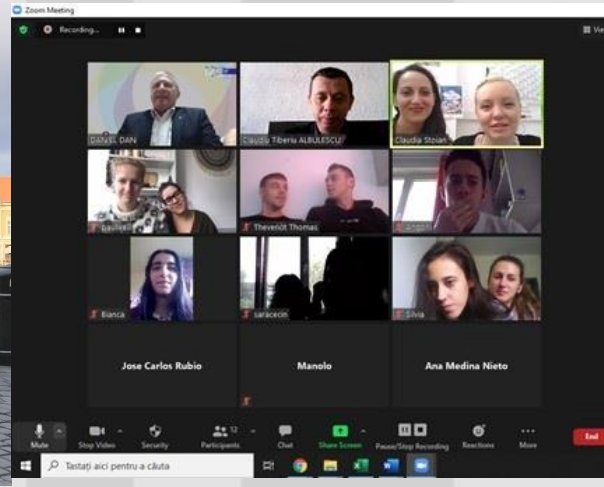 Zoom Meeting
Recording...
Vie
DANIEL DAN
Claudiu Tiberiu ALBULESCU
Claudia Stoian
Thevenot Thomas
Bianca
saracecin
Silvia
Jose Carlos Rubio
Manolo
Ana Medina Nieto
Mute
Stop Video
Security
12
Participants
Chat
Share Screen
Pause/Stop Recording
Reactions
More
End
Tastați aici pentru a căuta